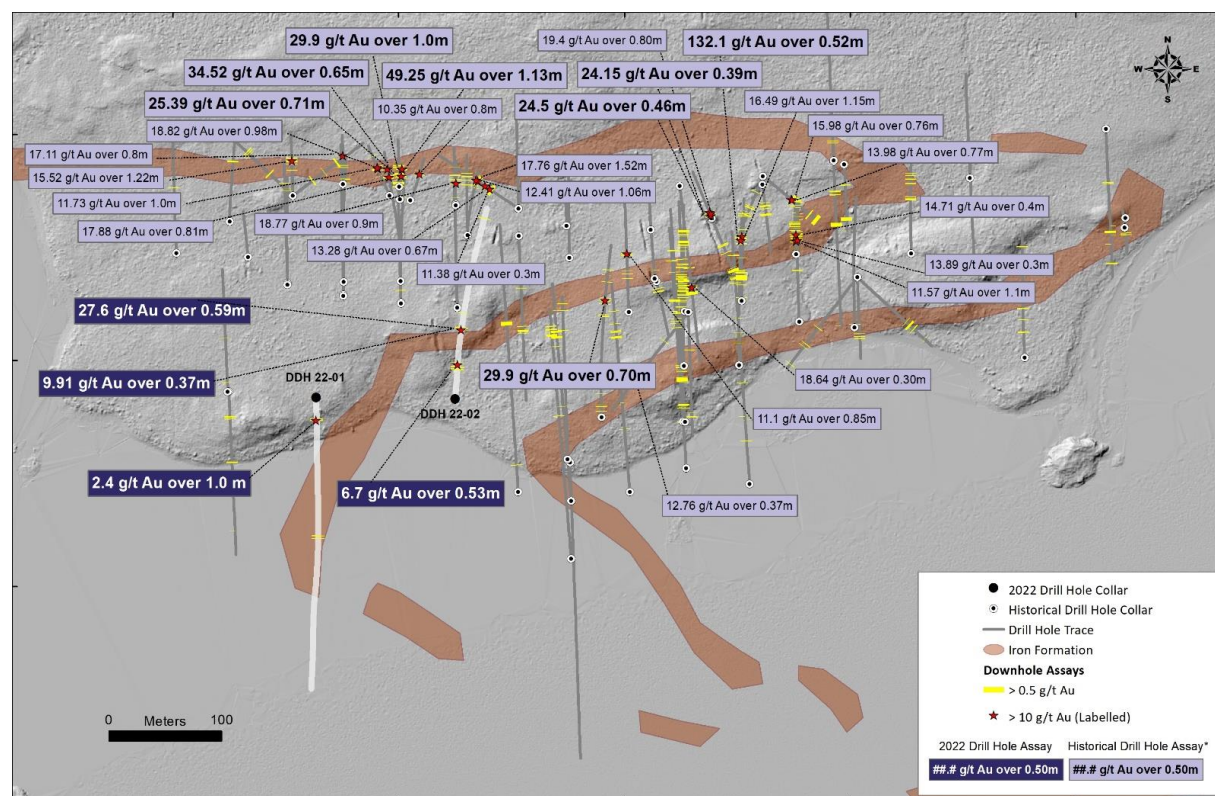 29.9 g/t Au over 1.0m
19.4 g/t Au over 0.80m
132.1 g/t Au over 0.52m
N
W
E
S
34.52 g/t Au over 0.65m
49.25 g/t Au over 1.13m
24.15 g/t Au over 0.39m
25.39 g/t Au over 0.71m
10.35 g/t Au over 0.8m
24.5 g/t Au over 0.46m
16.49 g/t Au over 1.15m
18.82 g/t Au over 0.98m
15.98 g/t Au over 0.76m
17.11 g/t Au over 0.8m
13.98 g/t Au over 0.77m
15.52 g/t Au over 1.22m
17.76 g/t Au over 1.52m
11.73 g/t Au over 1.0m
12.41 g/t Au over 1.06m
14.71 g/t Au over 0.4m
17.88 g/t Au over 0.81m
18.77 g/t Au over 0.9m
13.28 g/t Au over 0.67m
11.38 g/t Au over 0.3m
13.89 g/t Au over 0.3m
11.57 g/t Au over 1.1m
27.6 g/t Au over 0.59m
9.91 g/t Au over 0.37m
DDH 22-01
DDH 22-02
29.9 g/t Au over 0.70m
18.64 g/t Au over 0.30m
11.1 g/t Au over 0.85m
2.4 g/t Au over 1.0 m
6.7 g/t Au over 0.53m
12.76 g/t Au over 0.37m
0 Meters 100
2022 Drill Hole Collar
Historical Drill Hole Collar
Drill Hole Trace
Iron Formation
Downhole Assays
> 0.5 g/t Au
> 10 g/t Au (Labelled)
2022 Drill Hole Assay Historical Drill Hole Assay*
##.# g/t Au over 0.50m ##.# g/t Au over 0.50m